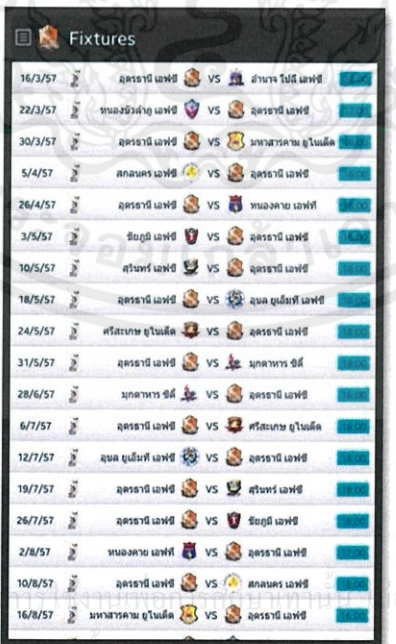 Fixtures
16/3/57 อุดรธานี เอฟซี VS อำนาจ โปลี เอฟซี
22/3/57 หนองบัวลำภู เอฟซี VS อุดรธานี เอฟซี
30/3/57 อุดรธานี เอฟซี VS มหาสารคาม ยูไนเต็ด
5/4/57 สกลนคร เอฟซี VS อุดรธานี เอฟซี 16:00
26/4/57 อุดรธานี เอฟซี VS หนองคาย เอฟที
3/5/57 ชัยภูมิ เอฟซี VS อุดรธานี เอฟซี
10/5/57 สุรินทร์ เอฟซี VS อุดรธานี เอฟซี 18:00
18/5/57 อุดรธานี เอฟซี VS อุบล ยูเอ็มที เอฟซี 18:00
24/5/57 ศรีสะเกษ ยูไนเต็ด VS อุดรธานี เอฟซี 18:00
31/5/57 อุดรธานี เอฟซี VS มุกดาหาร ซิตี้ 18:00
28/6/57 มุกดาหาร ซิตี้ VS อุดรธานี เอฟซี 18:00
6/7/57 อุดรธานี เอฟซี VS ศรีสะเกษ ยูไนเต็ด 18:00
12/7/57 อุบล ยูเอ็มที เอฟซี VS อุดรธานี เอฟซี
19/7/57 อุดรธานี เอฟซี VS สุรินทร์ เอฟซี 18:00
26/7/57 อุดรธานี เอฟซี VS ชัยภูมิ เอฟซี 18:00
2/8/57 หนองคาย เอฟที VS อุดรธานี เอฟซี
10/8/57 อุดรธานี เอฟซี VS สกลนคร เอฟซี 18:00
16/8/57 มหาสารคาม ยูไนเต็ด VS อุดรธานี เอฟซี 16:00